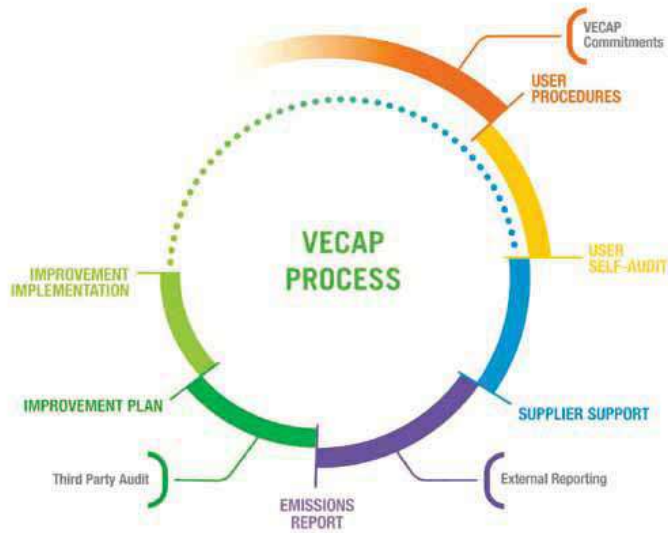 VECAP
Commitments
USER
PROCEDURES
VECAP
PROCESS
USER
SELF-AUDIT
IMPROVEMENT
IMPLEMENTATION
IMPROVEMENT PLAN
SUPPLIER SUPPORT
Third Party Audit
External Reporting
EMISSIONS
REPORT